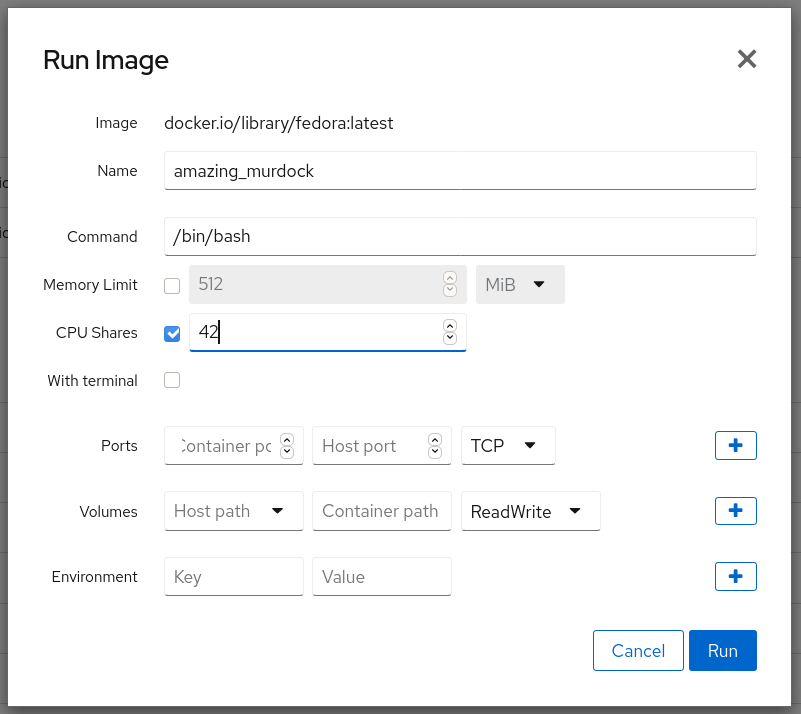 Run Image
Image docker.io/library/fedora:latest
Name amazing_murdock
Command /bin/bash
Memory Limit 512 MiB
CPU Shares 42
With terminal
Ports Container po Host port TCP
Volumes Host path Container path ReadWrite
Environment Key Value
Cancel Run